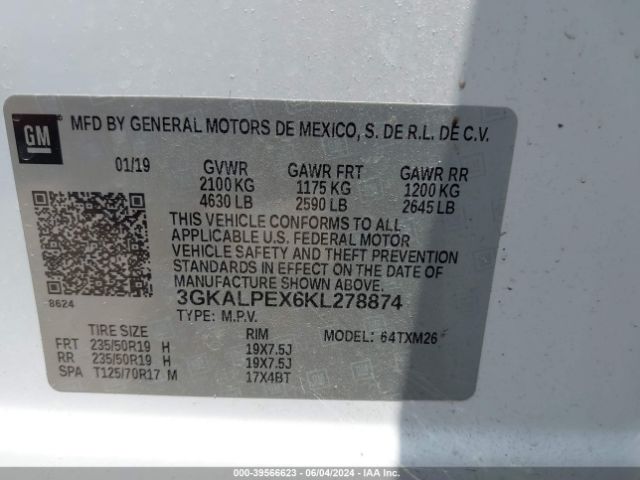 GM
MFD BY GENERAL MOTORS DE MEXICO, S. DE R.L. DE C.V.
01/19 GVWR GAWR FRT GAWR RR
2100 KG 1175 KG 1200 KG
4630 LB 2590 LB 2645 LB
THIS VEHICLE CONFORMS TO ALL
APPLICABLE U.S. FEDERAL MOTOR
VEHICLE SAFETY AND THEFT PREVENTION
STANDARDS IN EFFECT ON THE DATE OF
MANUFACTURE SHOWN ABOVE.
8624 3GKALPEX6KL278874
TYPE: M.P.V.
TIRE SIZE RIM MODEL: 64TXM26
FRT 235/50R19 H 19X7.5J
RR 235/50R19 H 19X7.5J
SPA T125/70R17 M 17X4BT
000-39566623 - 06/04/2024 - IAAI.COM